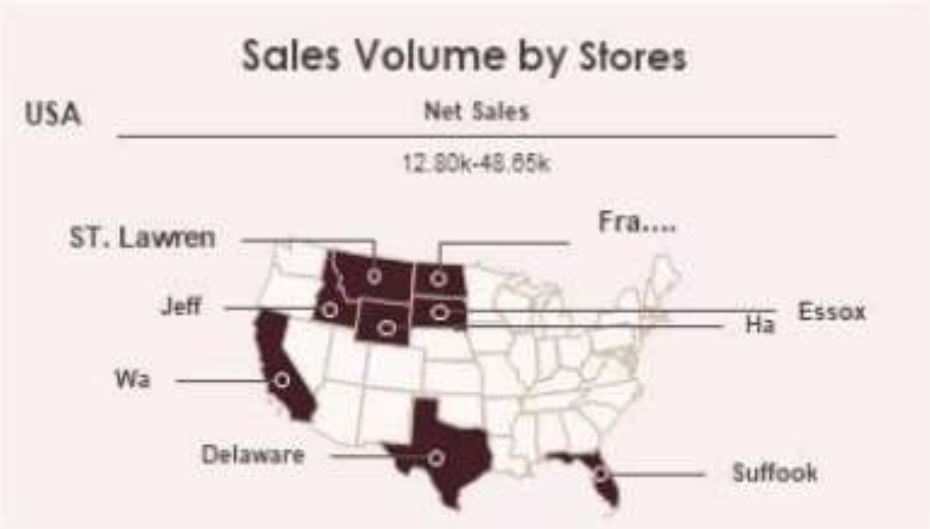 Sales Volume by Stores
USA
Net Sales
12.80k-48.65k
Fra....
ST. Lawren
Jeff
Essox
Ha
Wa
Delaware
Suffook